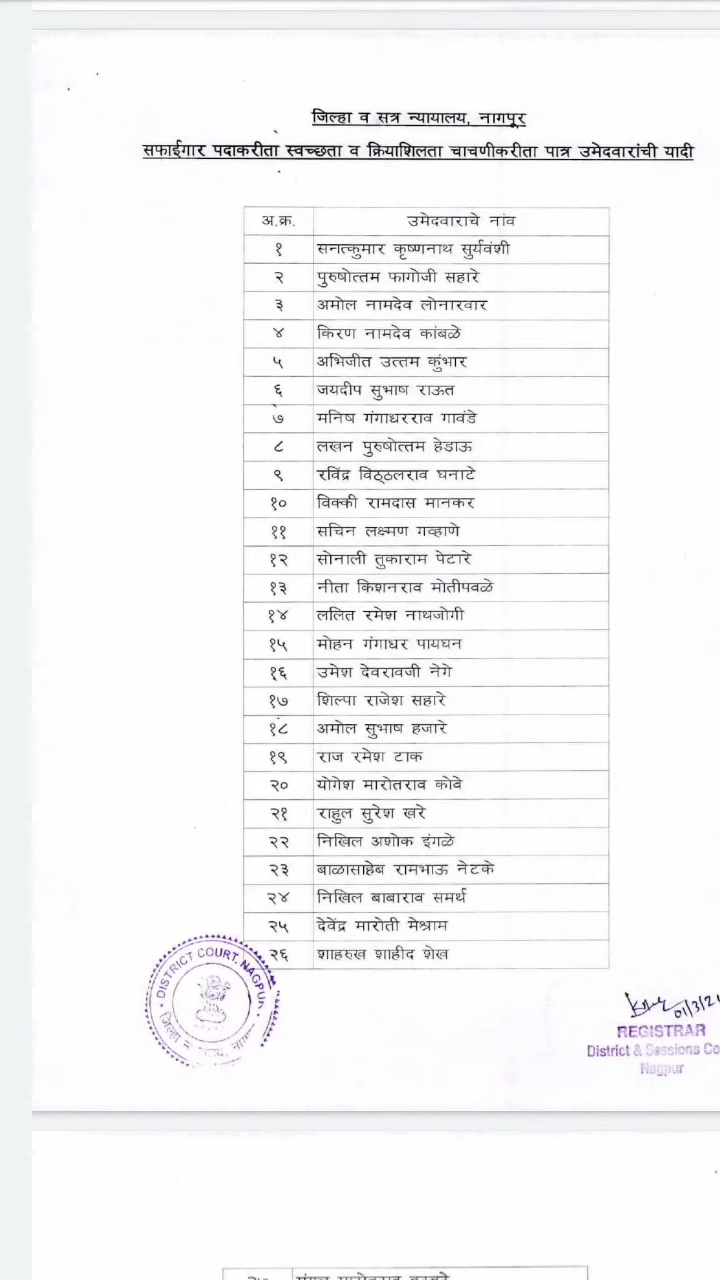 जिल्हा व सत्र न्यायालय, नागपूर
सफाईगार पदाकरीता स्वच्छता व क्रियाशिलता चाचणीकरीता पात्र उमेदवारांची यादी
अ.क्र. उमेदवाराचे नांव
१ सनत्कुमार कृष्णनाथ सुर्यवंशी
२ पुरुषोत्तम फागोजी सहारे
३ अमोल नामदेव लोनारवार
४ किरण नामदेव कांबळे
५ अभिजीत उत्तम कुंभार
६ जयदीप सुभाष राऊत
७ मनिष गंगाधरराव गावंडे
८ लखन पुरुषोत्तम हेडाऊ
९ रविंद्र विठ्ठलराव घनाटे
१० विक्की रामदास मानकर
११ सचिन लक्ष्मण गव्हाणे
१२ सोनाली तुकाराम पेटारे
१३ नीता किशनराव मोतीपवळे
१४ ललित रमेश नाथजोगी
१५ मोहन गंगाधर पायघन
१६ उमेश देवरावजी नेगे
१७ शिल्पा राजेश सहारे
१८ अमोल सुभाष हजारे
१९ राज रमेश टाक
२० योगेश मारोतराव कोवे
२१ राहुल सुरेश खरे
२२ निखिल अशोक इंगळे
२३ बाळासाहेब रामभाऊ नेटके
२४ निखिल बाबाराव समर्थ
२५ देवेंद्र मारोती मेश्राम
२६ शाहरुख शाहीद शेख
DISTRICT COURT, NAGPUR
जिल्हा
01/3/21
REGISTRAR
District & Sessions Co
Nagpur